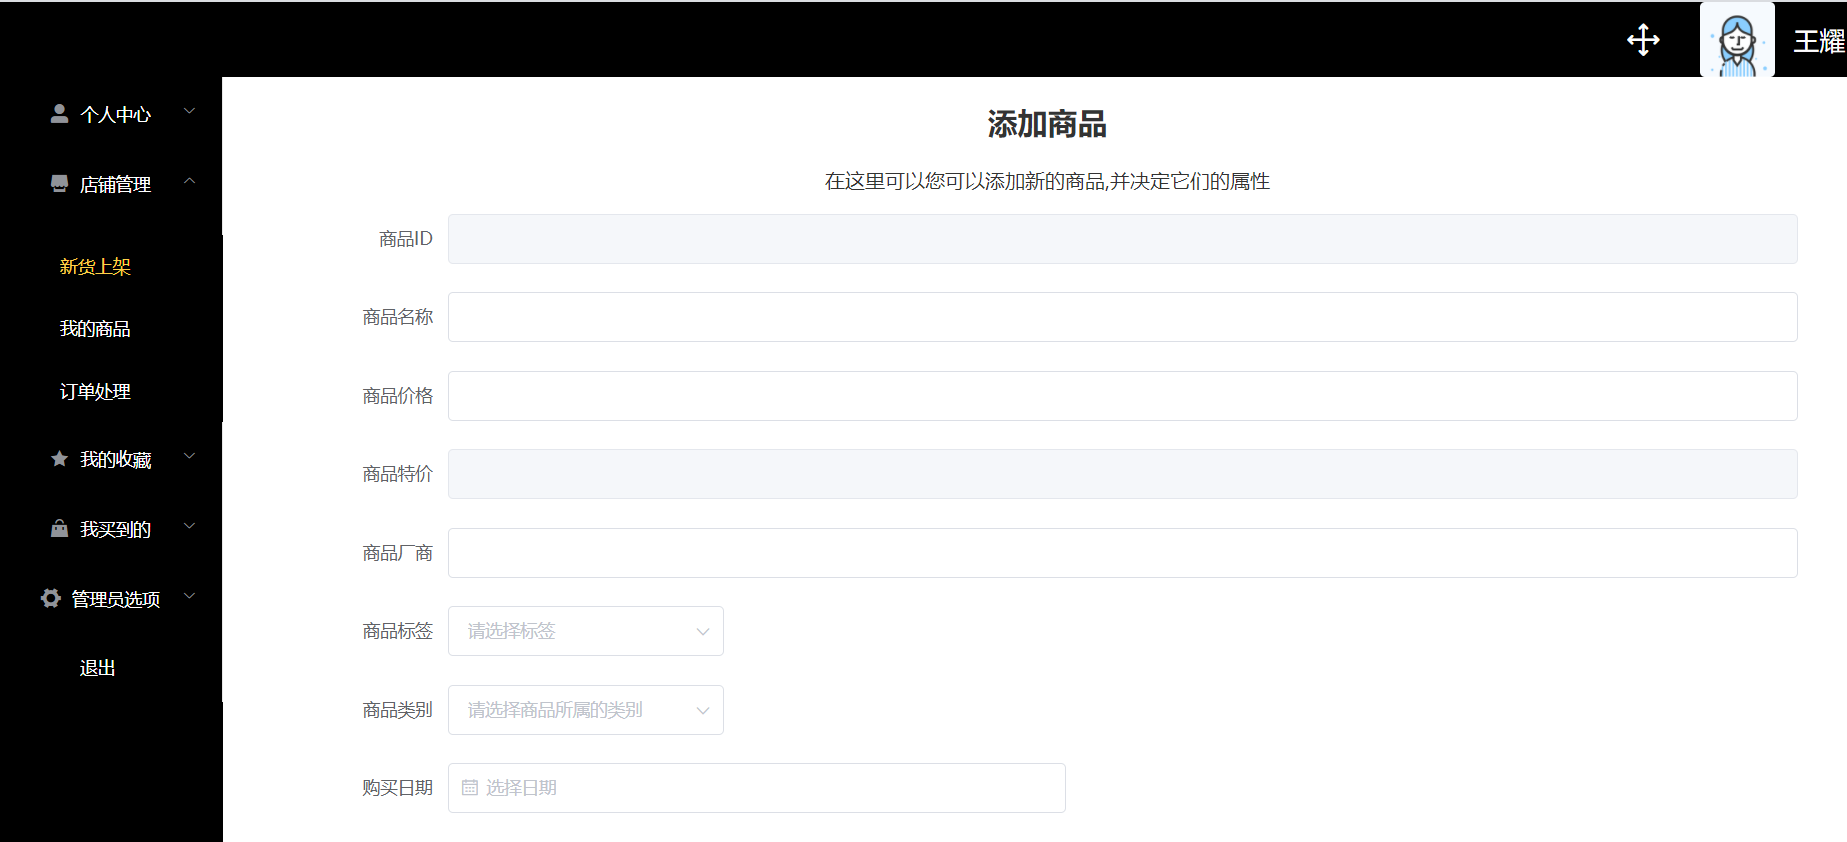 王耀
个人中心
店铺管理
新货上架
我的商品
订单处理
我的收藏
我买到的
管理员选项
退出
添加商品
在这里可以您可以添加新的商品,并决定它们的属性
商品ID
商品名称
商品价格
商品特价
商品厂商
商品标签 请选择标签
商品类别 请选择商品所属的类别
购买日期 选择日期